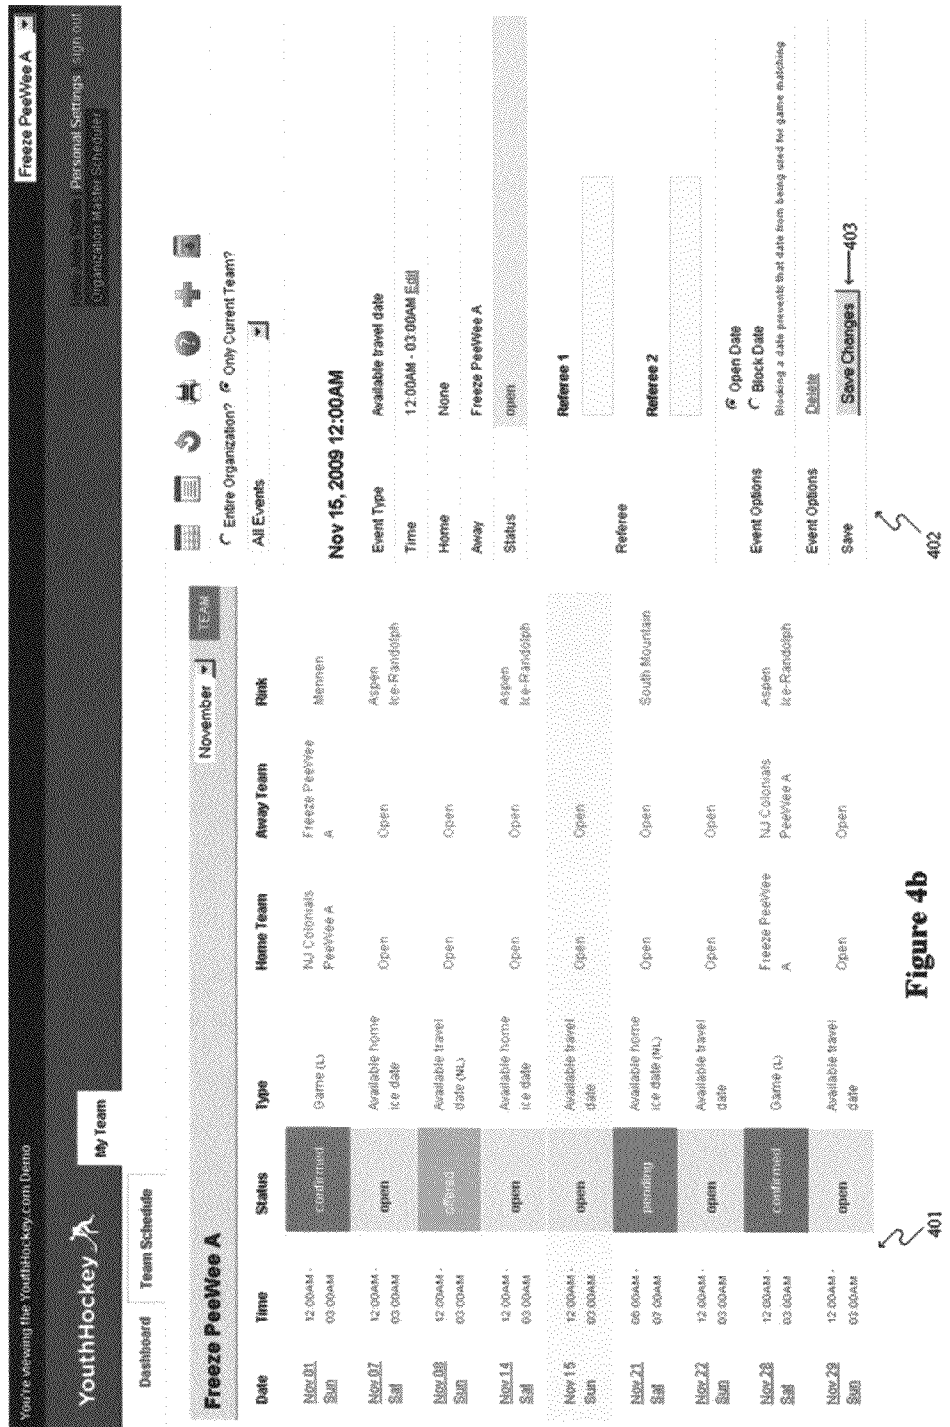 You're viewing the YouthHockey.com Demo
Freeze PeeWee A
YouthHockey
My Team
Personal Settings sign out
Organization Master Scheduler
Dashboard
Team Schedule
Freeze PeeWee A
November
TEAM
Date Time Status Type Home Team Away Team Rink
Nov 01 12:00AM - confirmed Game (L) NJ Colonials Freeze PeeWee Mennen
Sun 03:00AM PeeWee A A
Nov 07 12:00AM - open Available home Open Open Aspen
Sat 03:00AM ice date Ice-Randolph
Nov 08 12:00AM - offered Available travel Open Open
Sun 03:00AM date (NL)
Nov 14 12:00AM - open Available home Open Open Aspen
Sat 03:00AM ice date Ice-Randolph
Nov 15 12:00AM - open Available travel Open Open
Sun 03:00AM date
Nov 21 pending Available home Open Open South Mountain
Sat 07:00AM ice date (NL)
Nov 22 12:00AM - open Available travel Open Open
Sun 03:00AM date
Nov 28 12:00AM - confirmed Game (L) Freeze PeeWee NJ Colonials Aspen
Sat 03:00AM A PeeWee A Ice-Randolph
Nov 29 12:00AM - open Available travel Open Open
Sun 03:00AM date
401
Entire Organization? Only Current Team?
All Events
Nov 15, 2009 12:00AM
Event Type Available travel date
Time 12:00AM - 03:00AM Edit
Home None
Away Freeze PeeWee A
Status open
Referee
Referee 1
Referee 2
Event Options Open Date
Block Date
Blocking a date prevents that date from being used for game matching
Event Options Delete
Save Save Changes
403
402
Figure 4b